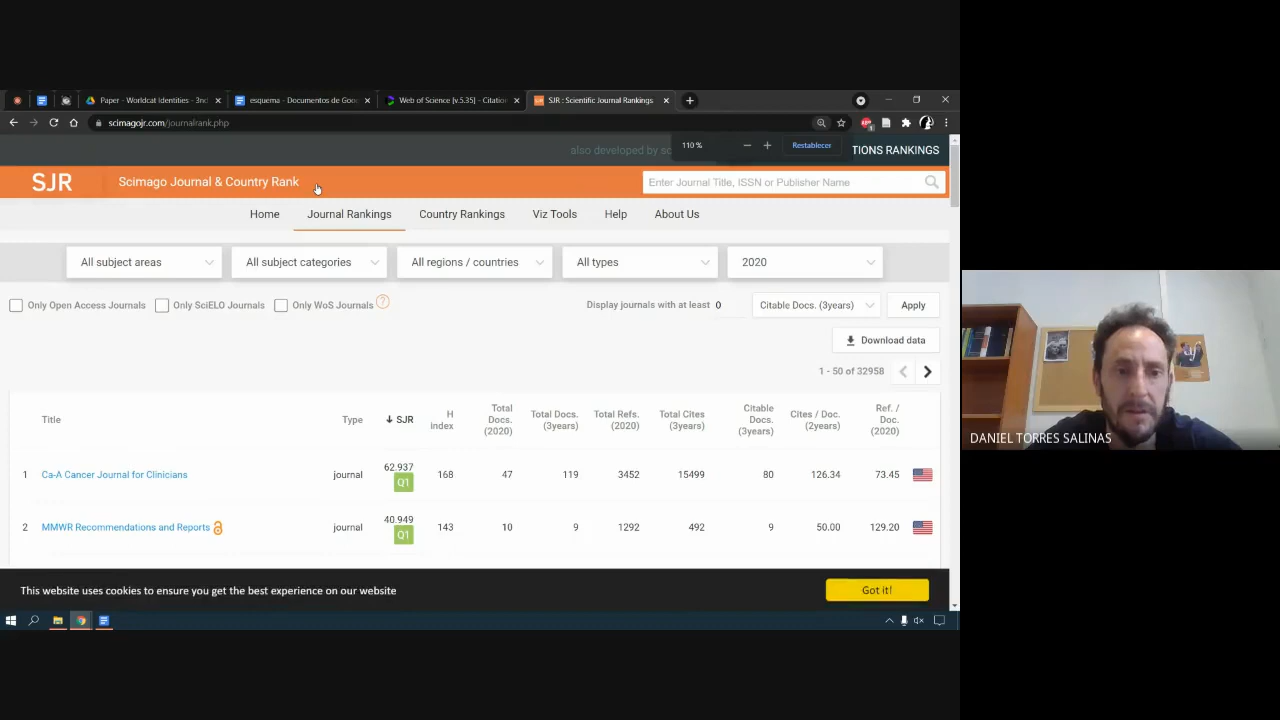 Paper - Worldcat Identities - 3nd
esquema - Documentos de Goo
Web of Science [v.5.35] - Citation
SJR : Scientific Journal Rankings
scimagojr.com/journalrank.php
also developed by sc
110 %
Restablecer
TIONS RANKINGS
SJR
Scimago Journal & Country Rank
Enter Journal Title, ISSN or Publisher Name
Home
Journal Rankings
Country Rankings
Viz Tools
Help
About Us
All subject areas
All subject categories
All regions / countries
All types
2020
Only Open Access Journals
Only SciELO Journals
Only WoS Journals
?
Display journals with at least 0
Citable Docs. (3years)
Apply
Download data
1 - 50 of 32958
Title
Type
SJR
H index
Total Docs. (2020)
Total Docs. (3years)
Total Refs. (2020)
Total Cites (3years)
Citable Docs. (3years)
Cites / Doc. (2years)
Ref. / Doc. (2020)
1 Ca-A Cancer Journal for Clinicians journal 62.937 Q1 168 47 119 3452 15499 80 126.34 73.45
2 MMWR Recommendations and Reports journal 40.949 Q1 143 10 9 1292 492 9 50.00 129.20
This website uses cookies to ensure you get the best experience on our website
Got it!
DANIEL TORRES SALINAS